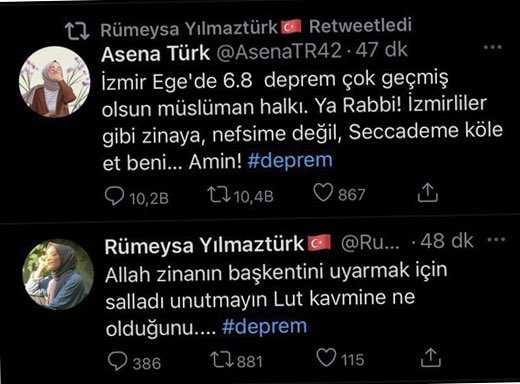 Rümeysa Yılmaztürk🇹🇷 Retweetledi
Asena Türk @AsenaTR42 · 47 dk
İzmir Ege'de 6.8 deprem çok geçmiş
olsun müslüman halkı. Ya Rabbi! İzmirliler
gibi zinaya, nefsime değil, Seccademe köle
et beni... Amin! #deprem
10,2B 10,4B 867
Rümeysa Yılmaztürk🇹🇷 @Ru... · 48 dk
Allah zinanın başkentini uyarmak için
salladı unutmayın Lut kavmine ne
olduğunu.... #deprem
386 881 115